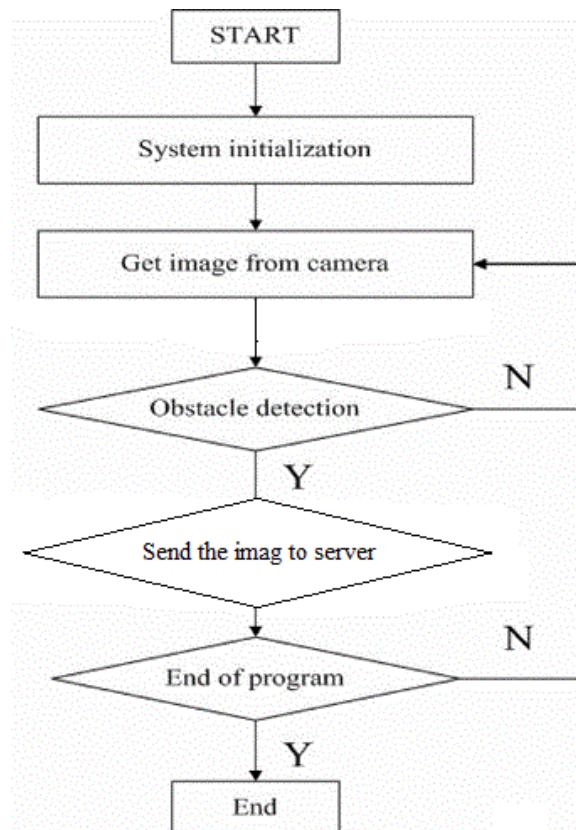 START
System initialization
Get image from camera
N
Obstacle detection
Y
Send the imag to server
N
End of program
Y
End